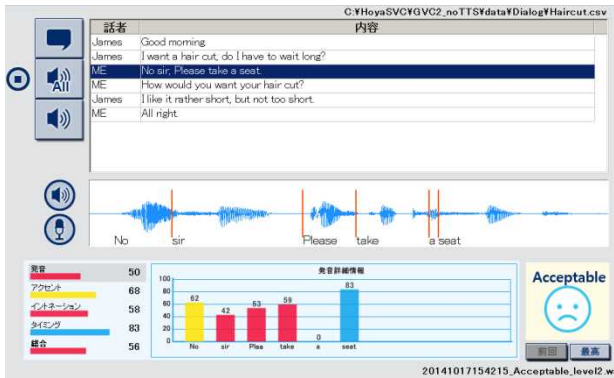 C:¥HoyaSVC¥GVC2_noTTS¥data¥Dialog¥Haircut.csv
話者 内容
James Good morning.
James I want a hair cut, do I have to wait long?
ME No sir, Please take a seat.
ME How would you want your hair cut?
James I like it rather short, but not too short.
ME All right.
All
No sir Please take a seat
発音 50
アクセント 68
イントネーション 58
タイミング 83
総合 56
発音詳細情報
100
80
60
40
20
0
62 42 53 59 0 83
No sir Plea take a seat
Acceptable
前回 最高
20141017154215_Acceptable_level2.w